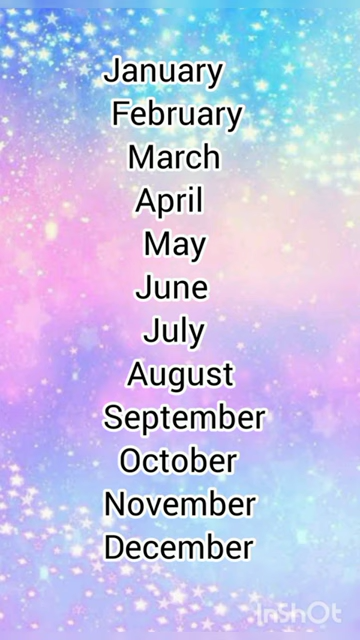 January
February
March
April
May
June
July
August
September
October
November
December
InShOt